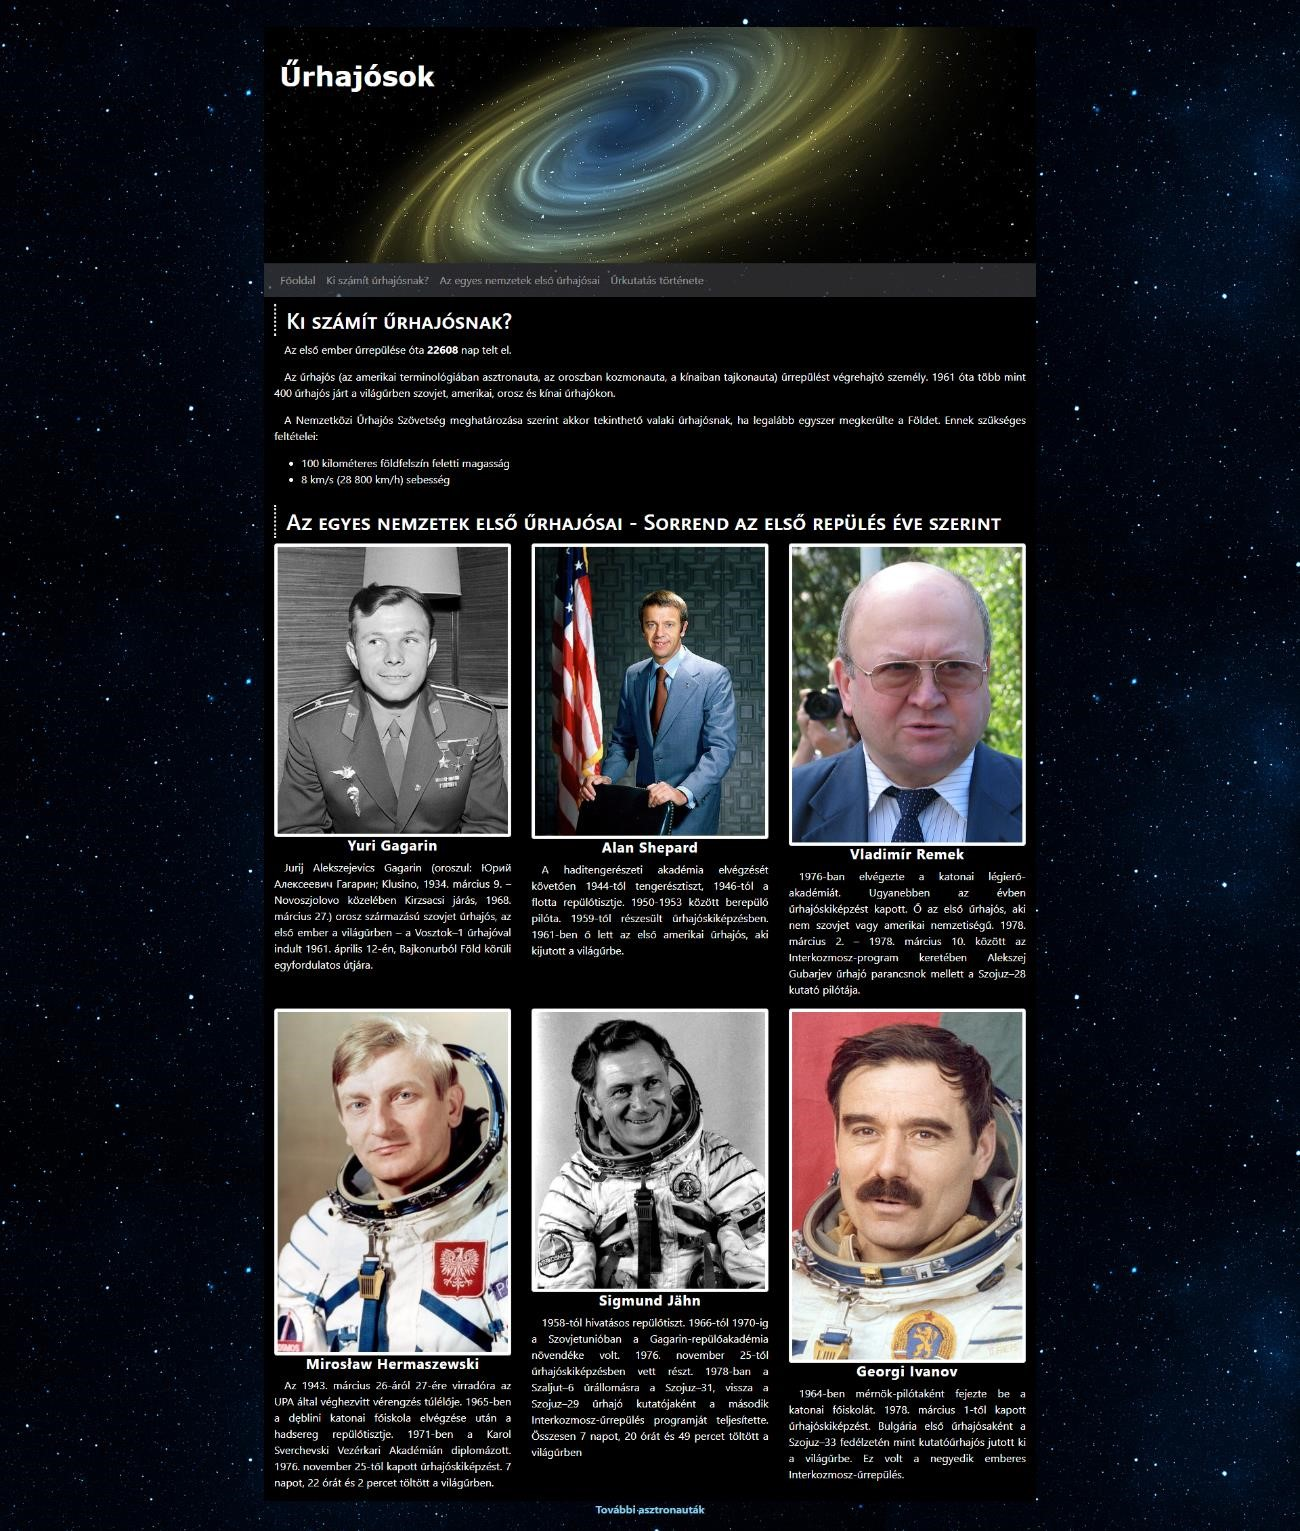 Űrhajósok
Főoldal Ki számít űrhajósnak? Az egyes nemzetek első űrhajósai Űrkutatás története
Ki számít űrhajósnak?
Az első ember űrrepülése óta 22608 nap telt el.
Az űrhajós (az amerikai terminológiában asztronauta, az oroszban kozmonauta, a kínaiban tajkonauta) űrrepülést végrehajtó személy. 1961 óta több mint
400 űrhajós járt a világűrben szovjet, amerikai, orosz és kínai űrhajókon.
A Nemzetközi Űrhajós Szövetség meghatározása szerint akkor tekinthető valaki űrhajósnak, ha legalább egyszer megkerülte a Földet. Ennek szükséges
feltételei:
100 kilométeres földfelszín feletti magasság
8 km/s (28 800 km/h) sebesség
Az egyes nemzetek első űrhajósai - Sorrend az első repülés éve szerint
Yuri Gagarin
Jurij Alekszejevics Gagarin (oroszul: Юрий
Алексеевич Гагарин; Klusino, 1934. március 9. –
Novoszjolovo közelében Kirzsacsi járás, 1968.
március 27.) orosz származású szovjet űrhajós, az
első ember a világűrben – a Vosztok–1 űrhajóval
indult 1961. április 12-én, Bajkonurból Föld körüli
egyfordulatos útjára.
Alan Shepard
A haditengerészeti akadémia elvégzését
követően 1944-től tengerésztiszt, 1946-tól a
flotta repülőtisztje. 1950-1953 között berepülő
pilóta. 1959-től részesült űrhajóskiképzésben.
1961-ben ő lett az első amerikai űrhajós, aki
kijutott a világűrbe.
Vladimír Remek
1976-ban elvégezte a katonai légierő-
akadémiát. Ugyanebben az évben
űrhajóskiképzést kapott. Ő az első űrhajós, aki
nem szovjet vagy amerikai nemzetiségű. 1978.
március 2. – 1978. március 10. között az
Interkozmosz-program keretében Alekszej
Gubarjev űrhajó parancsnok mellett a Szojuz–28
kutató pilótája.
Mirosław Hermaszewski
Az 1943. március 26-áról 27-ére virradóra az
UPA által véghezvitt vérengzés túlélője. 1965-ben
a dęblini katonai főiskola elvégzése után a
hadsereg repülőtisztje. 1971-ben a Karol
Sverchevski Vezérkari Akadémián diplomázott.
1976. november 25-től kapott űrhajóskiképzést. 7
napot, 22 órát és 2 percet töltött a világűrben.
Sigmund Jähn
1958-tól hivatásos repülőtiszt. 1966-tól 1970-ig
a Szovjetunióban a Gagarin-repülőakadémia
növendéke volt. 1976. november 25-től
űrhajóskiképzésben vett részt. 1978-ban a
Szaljut–6 űrállomásra a Szojuz–31, vissza a
Szojuz–29 űrhajó kutatójaként a második
Interkozmosz-űrrepülés programját teljesítette.
Összesen 7 napot, 20 órát és 49 percet töltött a
világűrben
Georgi Ivanov
1964-ben mérnök-pilótaként fejezte be a
katonai főiskolát. 1978. március 1-től kapott
űrhajóskiképzést. Bulgária első űrhajósaként a
Szojuz–33 fedélzetén mint kutatóűrhajós jutott ki
a világűrbe. Ez volt a negyedik emberes
Interkozmosz-űrrepülés.
További asztronauták